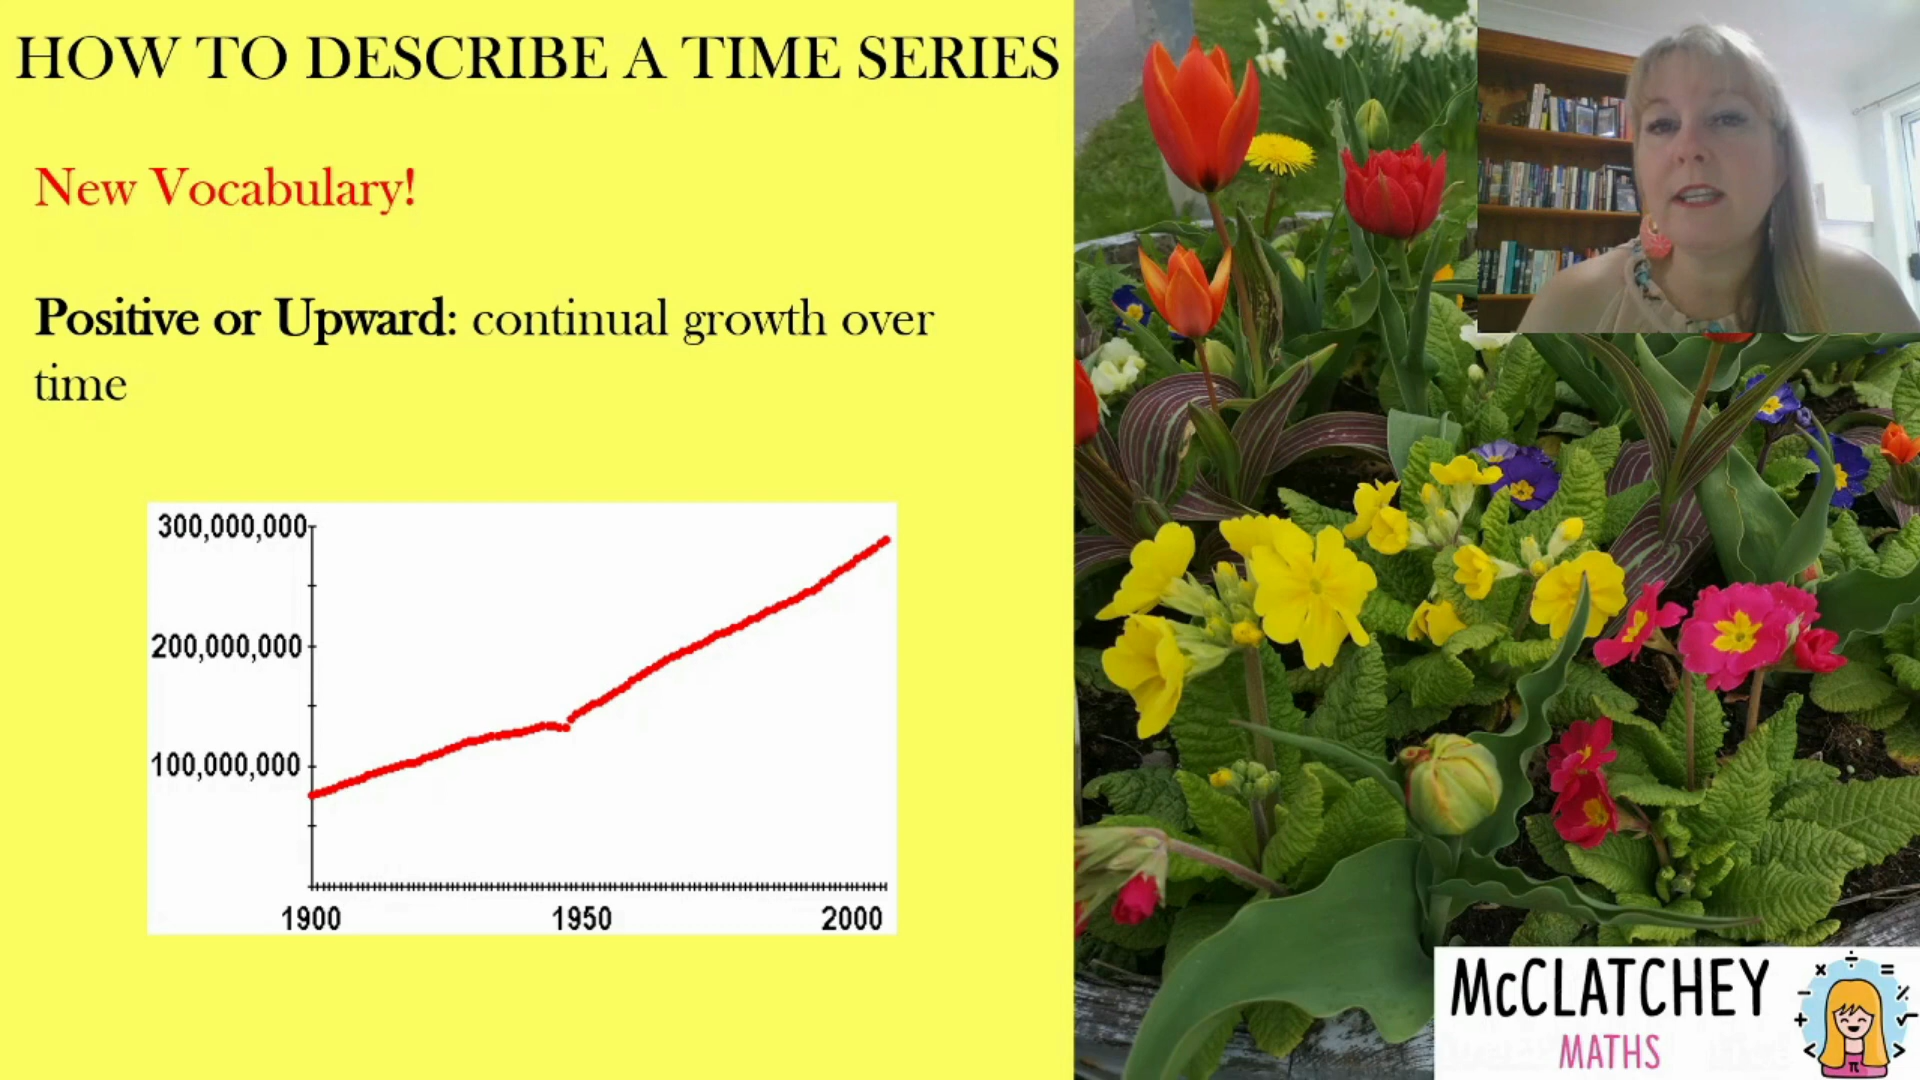 HOW TO DESCRIBE A TIME SERIES
New Vocabulary!
Positive or Upward: continual growth over
time
300,000,000
200,000,000
100,000,000
1900 1950 2000
McCLATCHEY
MATHS
× ÷ =
− %
+ √
< π >